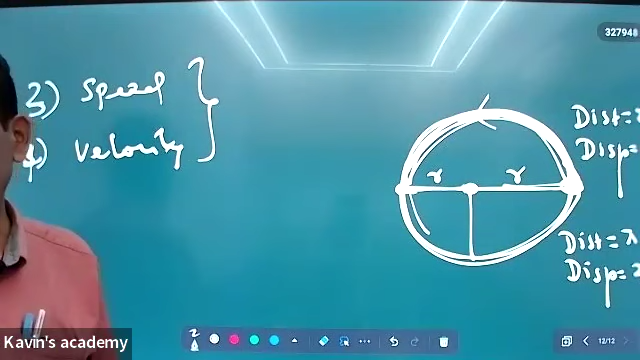 327948
3) Speed
4) Velocity
r r
Dist=
Disp=
Dist=
Disp=
Kavin's academy
12/12